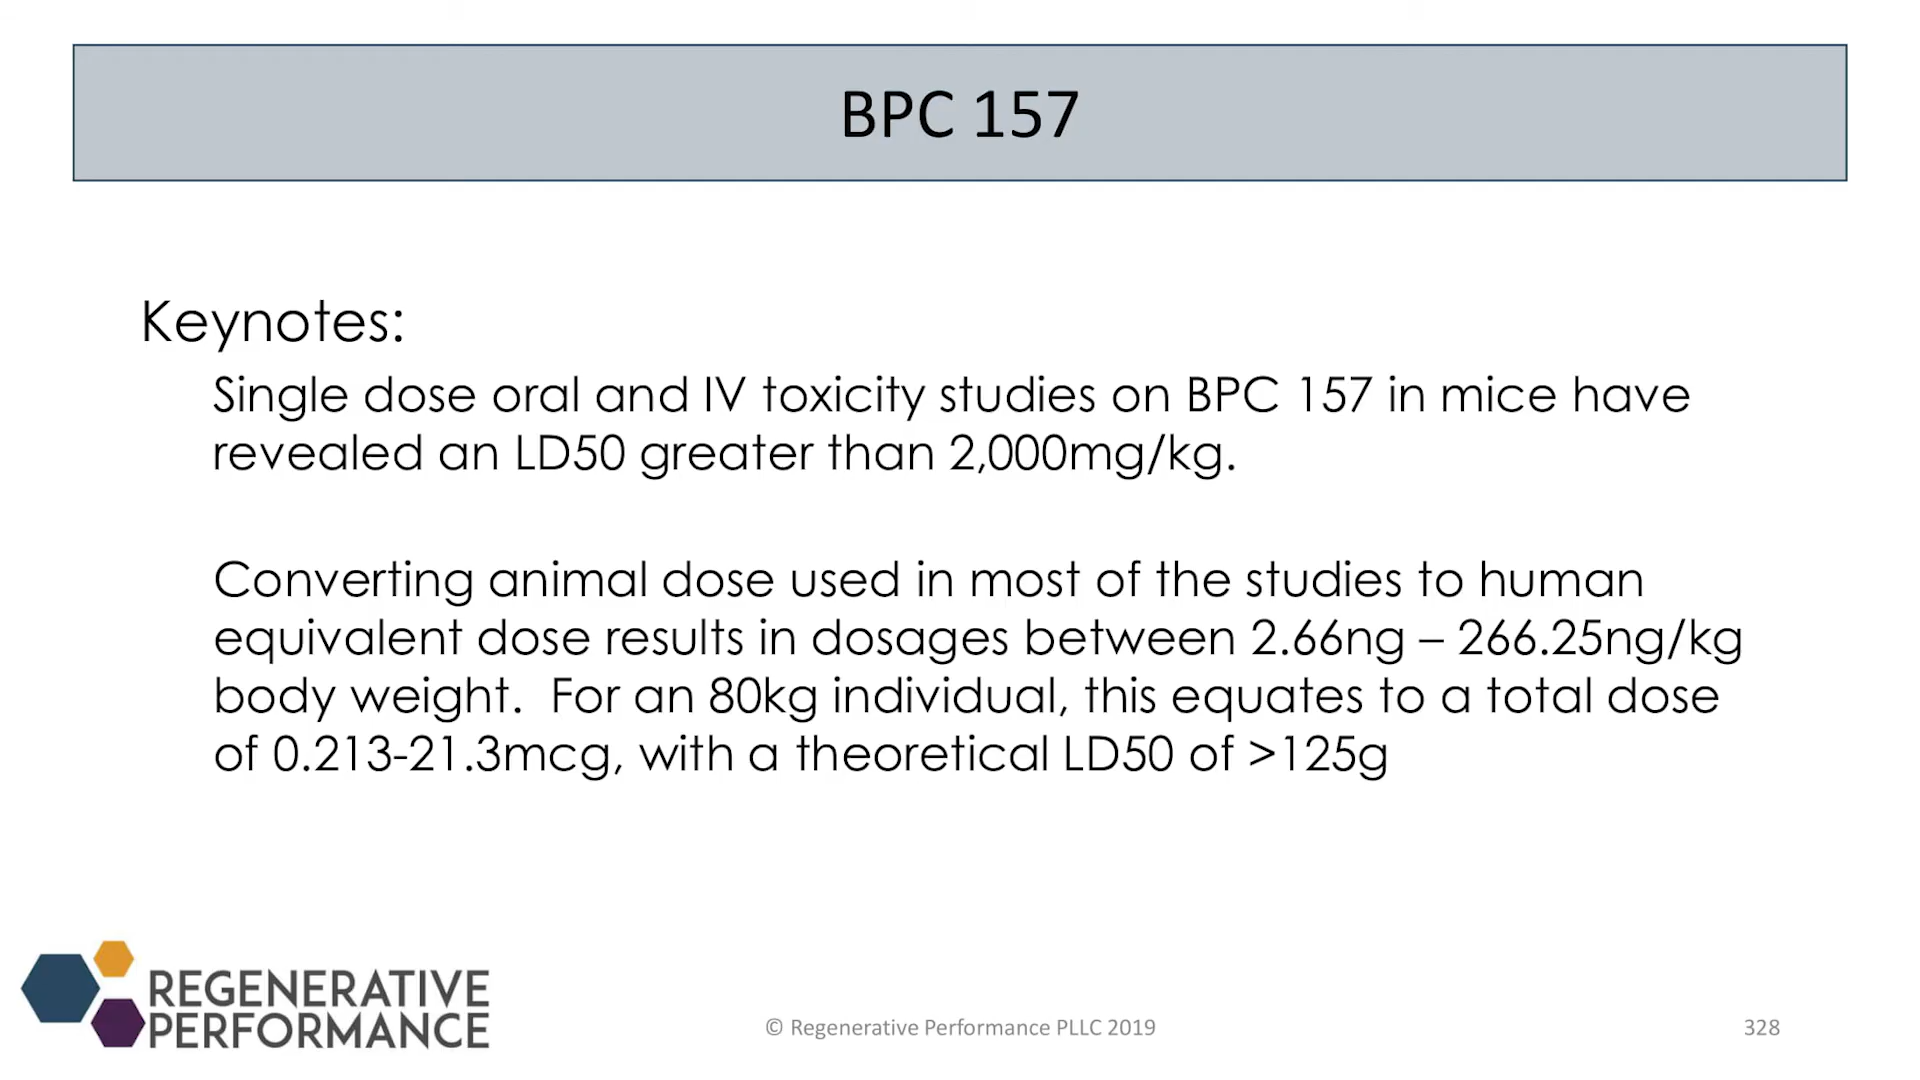 BPC 157
Keynotes:
Single dose oral and IV toxicity studies on BPC 157 in mice have
revealed an LD50 greater than 2,000mg/kg.
Converting animal dose used in most of the studies to human
equivalent dose results in dosages between 2.66ng – 266.25ng/kg
body weight.  For an 80kg individual, this equates to a total dose
of 0.213-21.3mcg, with a theoretical LD50 of >125g
REGENERATIVE
PERFORMANCE
© Regenerative Performance PLLC 2019
328